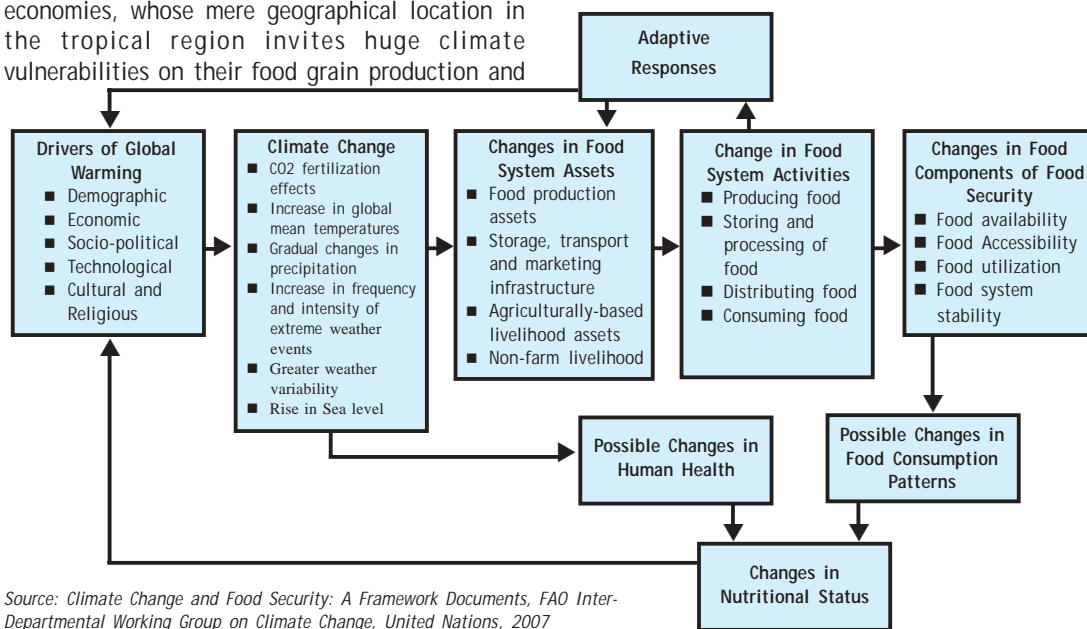 economies, whose mere geographical location in
the tropical region invites huge climate
vulnerabilities on their food grain production and
Adaptive
Responses
Drivers of Global
Warming
■ Demographic
■ Economic
■ Socio-political
■ Technological
■ Cultural and
Religious
Climate Change
■ CO2 fertilization
effects
■ Increase in global
mean temperatures
■ Gradual changes in
precipitation
■ Increase in frequency
and intensity of
extreme weather
events
■ Greater weather
variability
■ Rise in Sea level
Changes in Food
System Assets
■ Food production
assets
■ Storage, transport
and marketing
infrastructure
■ Agriculturally-based
livelihood assets
■ Non-farm livelihood
Change in Food
System Activities
■ Producing food
■ Storing and
processing of
food
■ Distributing food
■ Consuming food
Changes in Food
Components of Food
Security
■ Food availability
■ Food Accessibility
■ Food utilization
■ Food system
stability
Possible Changes in
Human Health
Possible Changes in
Food Consumption
Patterns
Changes in
Nutritional Status
Source: Climate Change and Food Security: A Framework Documents, FAO Inter-
Departmental Working Group on Climate Change, United Nations, 2007